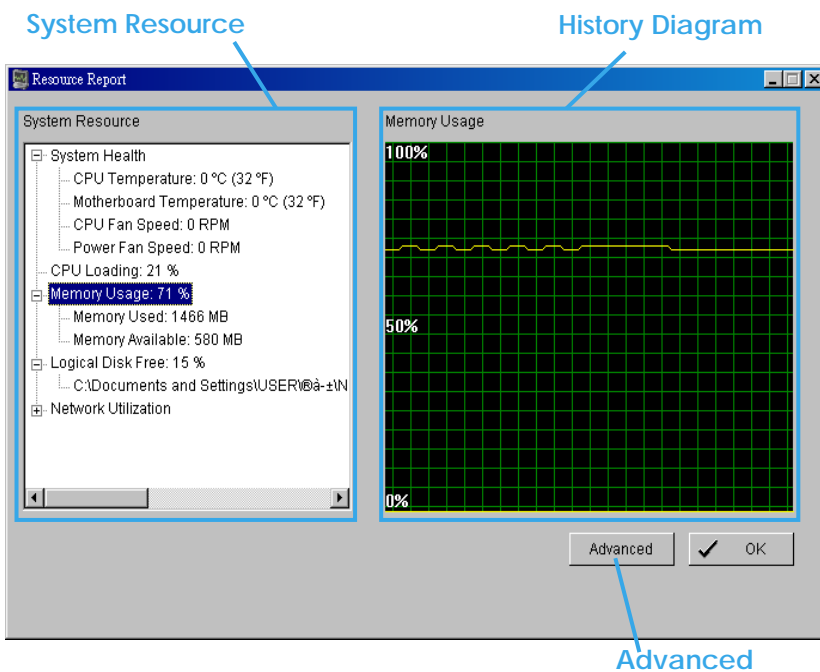 System Resource
History Diagram
Resource Report
System Resource
System Health
CPU Temperature: 0 °C (32 °F)
Motherboard Temperature: 0 °C (32 °F)
CPU Fan Speed: 0 RPM
Power Fan Speed: 0 RPM
CPU Loading: 21 %
Memory Usage: 71 %
Memory Used: 1466 MB
Memory Available: 580 MB
Logical Disk Free: 15 %
C:\Documents and Settings\USER\®à-±\N
Network Utilization
Memory Usage
100%
50%
0%
Advanced
OK
Advanced